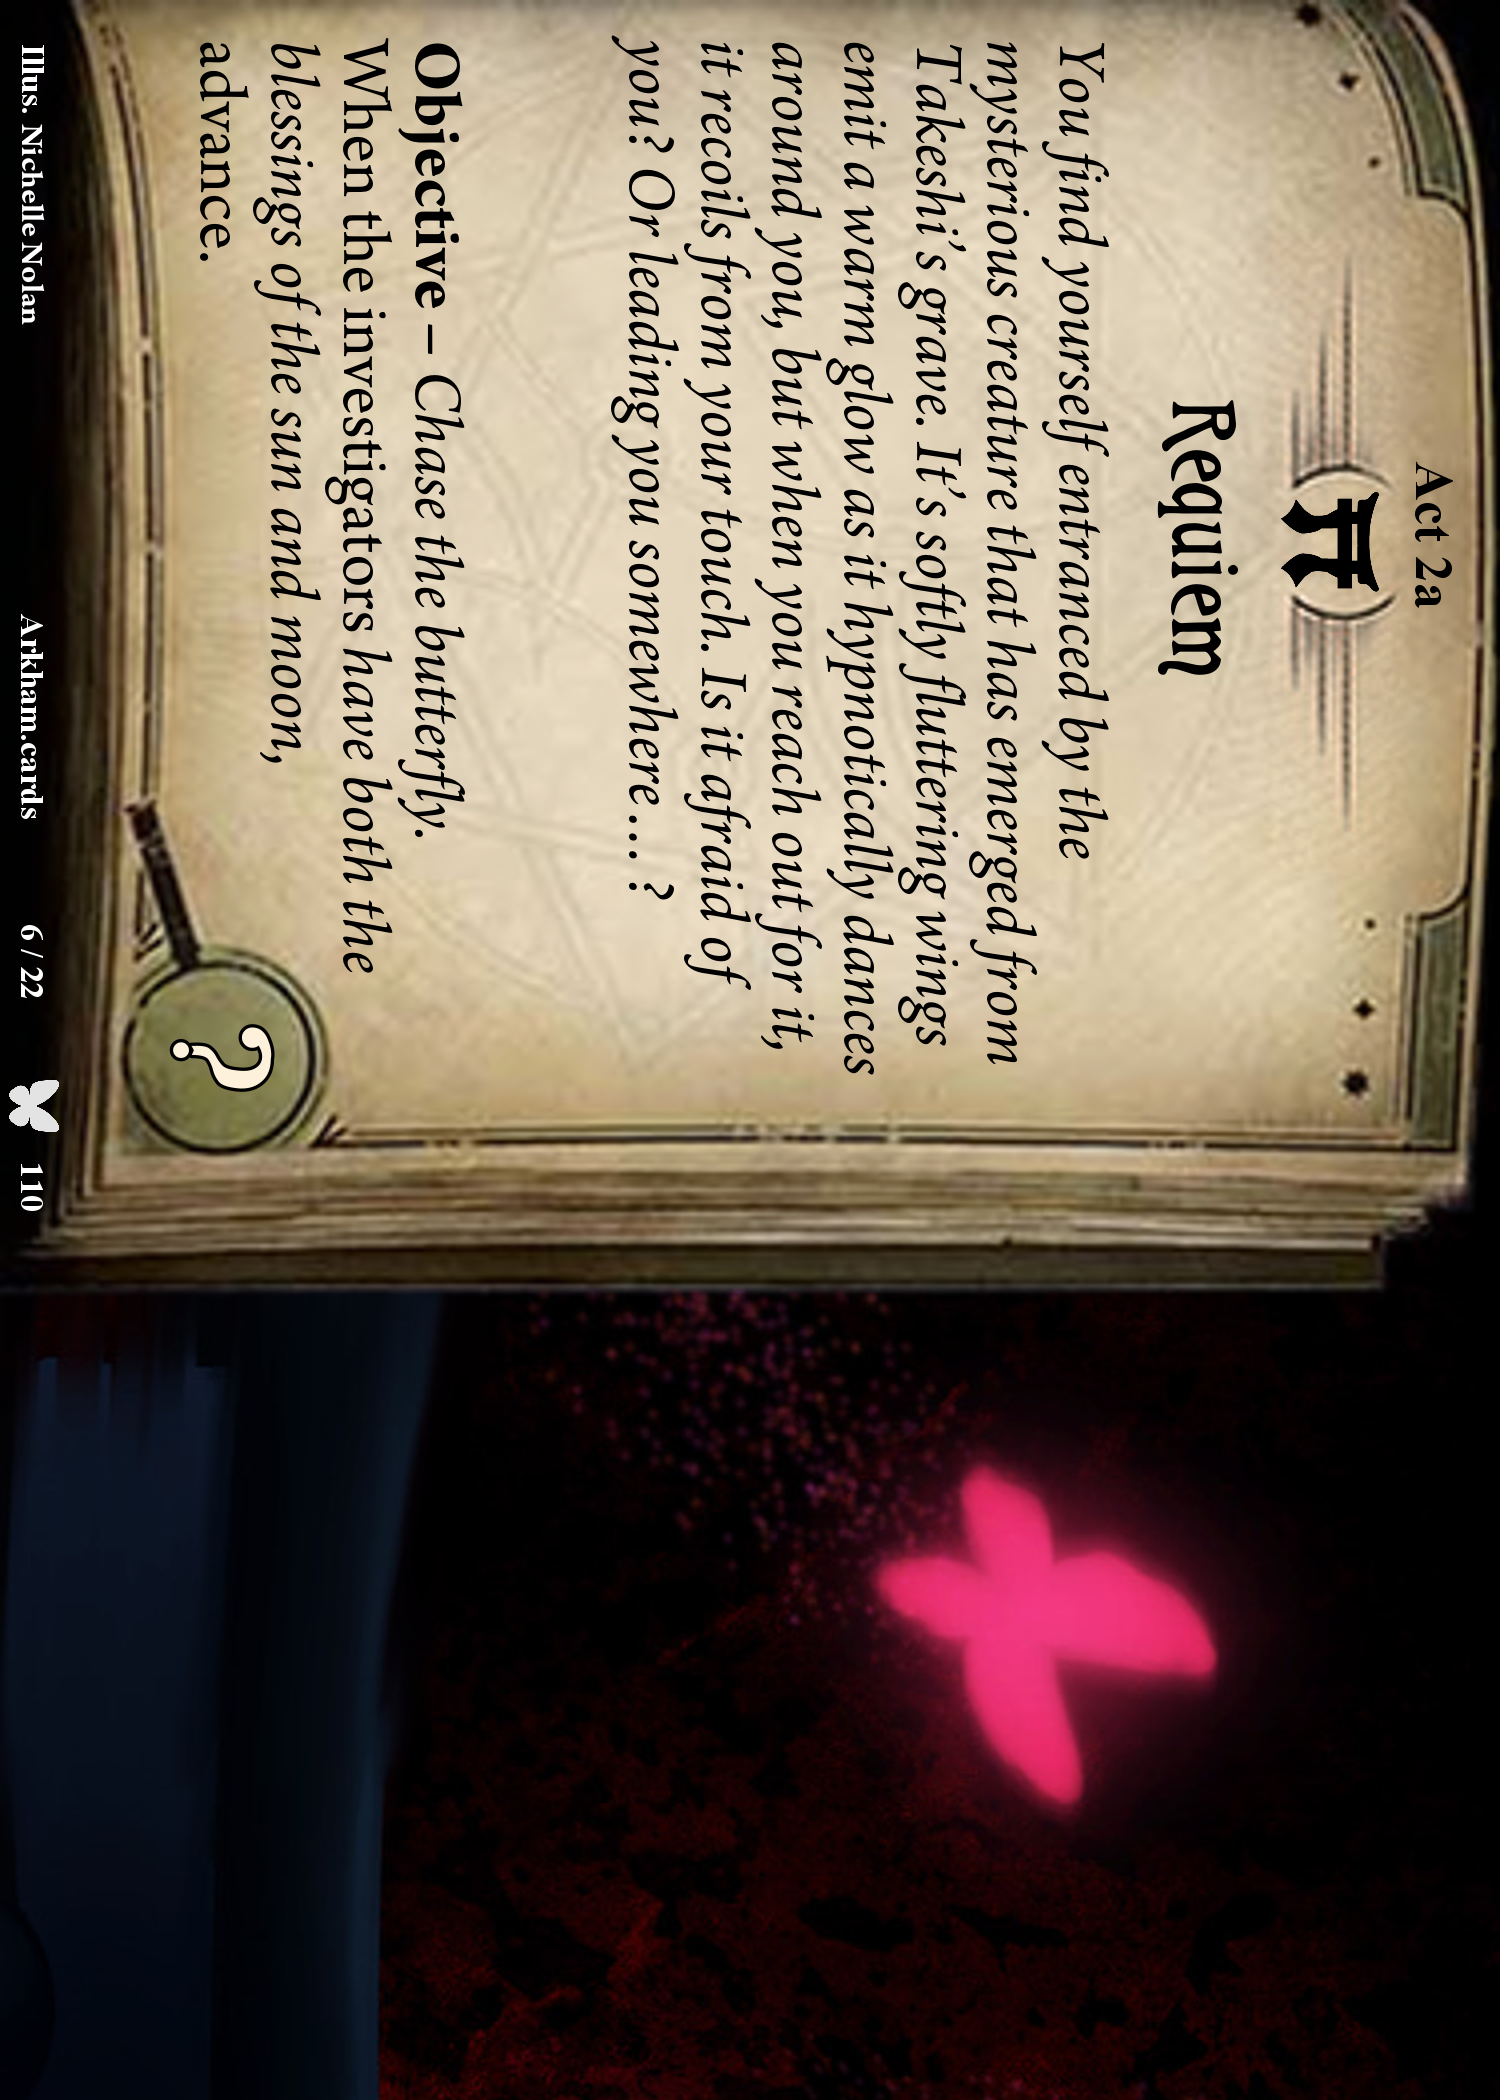 Act 2a
Requiem
You find yourself entranced by the
mysterious creature that has emerged from
Takeshi's grave. It's softly fluttering wings
emit a warm glow as it hypnotically dances
around you, but when you reach out for it,
it recoils from your touch. Is it afraid of
you? Or leading you somewhere…?
Objective – Chase the butterfly.
When the investigators have both the
blessings of the sun and moon,
advance.
?
Illus. Nichelle Nolan Arkham.cards 6 / 22 110